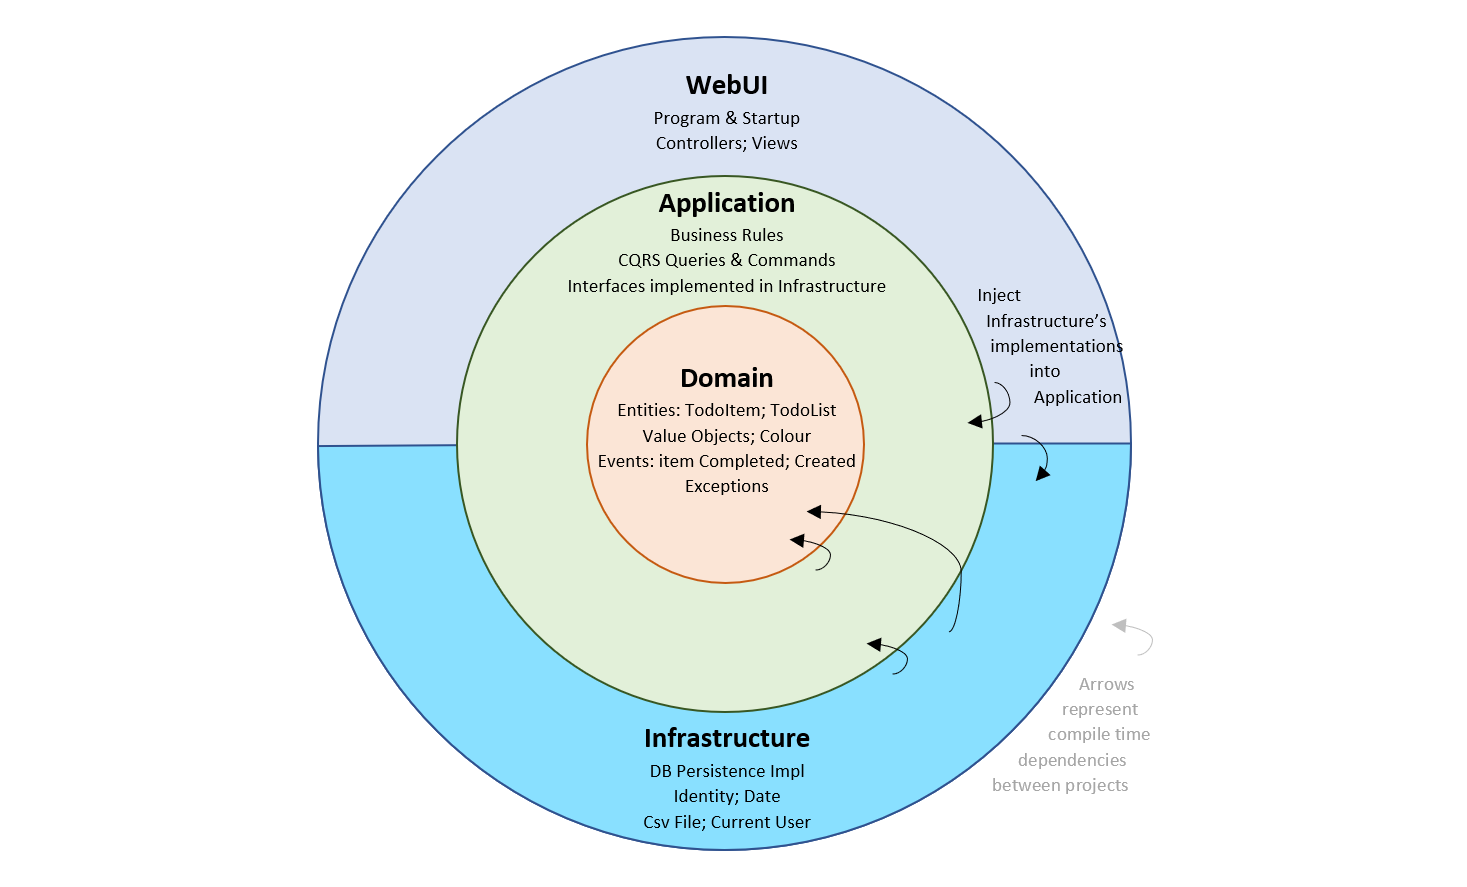 WebUI
Program & Startup
Controllers; Views
Application
Business Rules
CQRS Queries & Commands
Interfaces implemented in Infrastructure
Inject
Infrastructure’s
implementations
into
Application
Domain
Entities: TodoItem; TodoList
Value Objects; Colour
Events: item Completed; Created
Exceptions
Infrastructure
DB Persistence Impl
Identity; Date
Csv File; Current User
Arrows
represent
compile time
dependencies
between projects